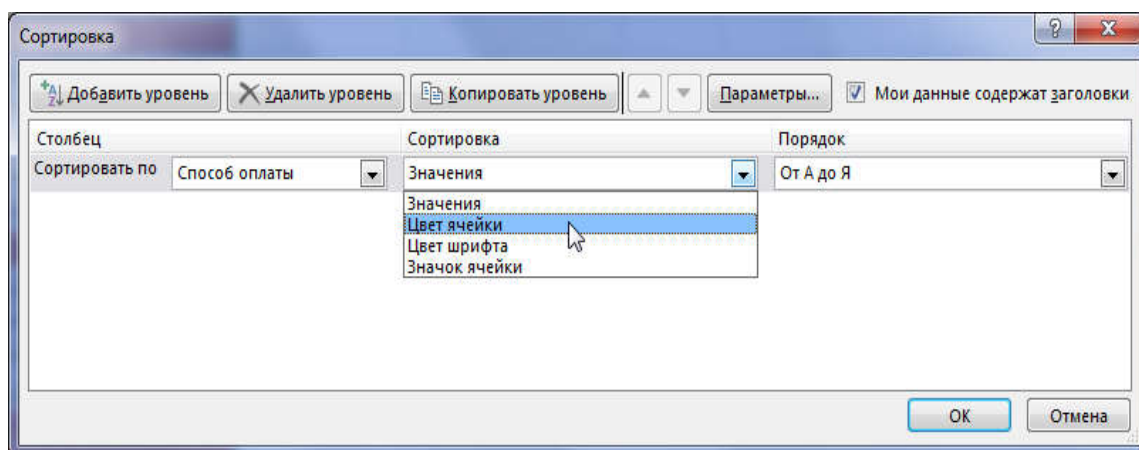 Сортировка
?
Добавить уровень Удалить уровень Копировать уровень Параметры... Мои данные содержат заголовки
Столбец Сортировка Порядок
Сортировать по Способ оплаты Значения От А до Я
Значения
Цвет ячейки
Цвет шрифта
Значок ячейки
ОК Отмена